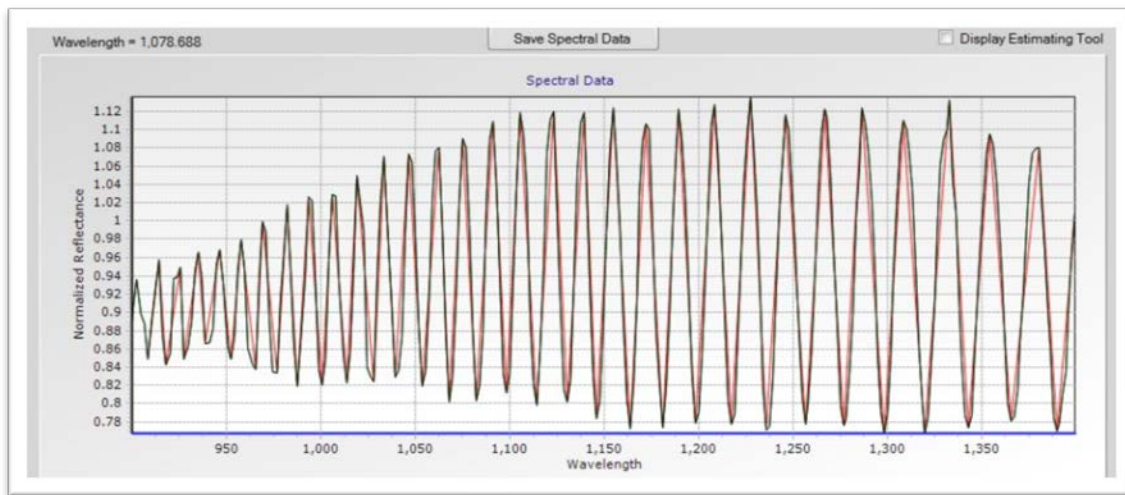 Wavelength = 1,078.688
Save Spectral Data
Display Estimating Tool
Spectral Data
Normalized Reflectance
1.12
1.1
1.08
1.06
1.04
1.02
1
0.98
0.96
0.94
0.92
0.9
0.88
0.86
0.84
0.82
0.8
0.78
950 1,000 1,050 1,100 1,150 1,200 1,250 1,300 1,350
Wavelength